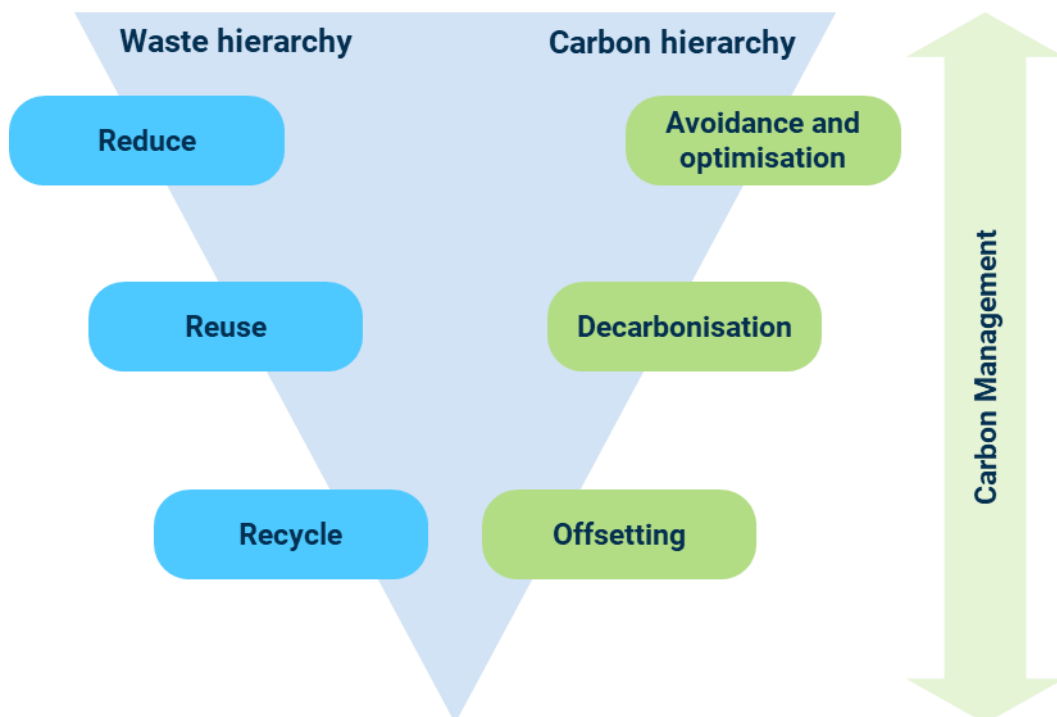 Waste hierarchy
Carbon hierarchy
Reduce
Avoidance and
optimisation
Reuse
Decarbonisation
Recycle
Offsetting
Carbon Management